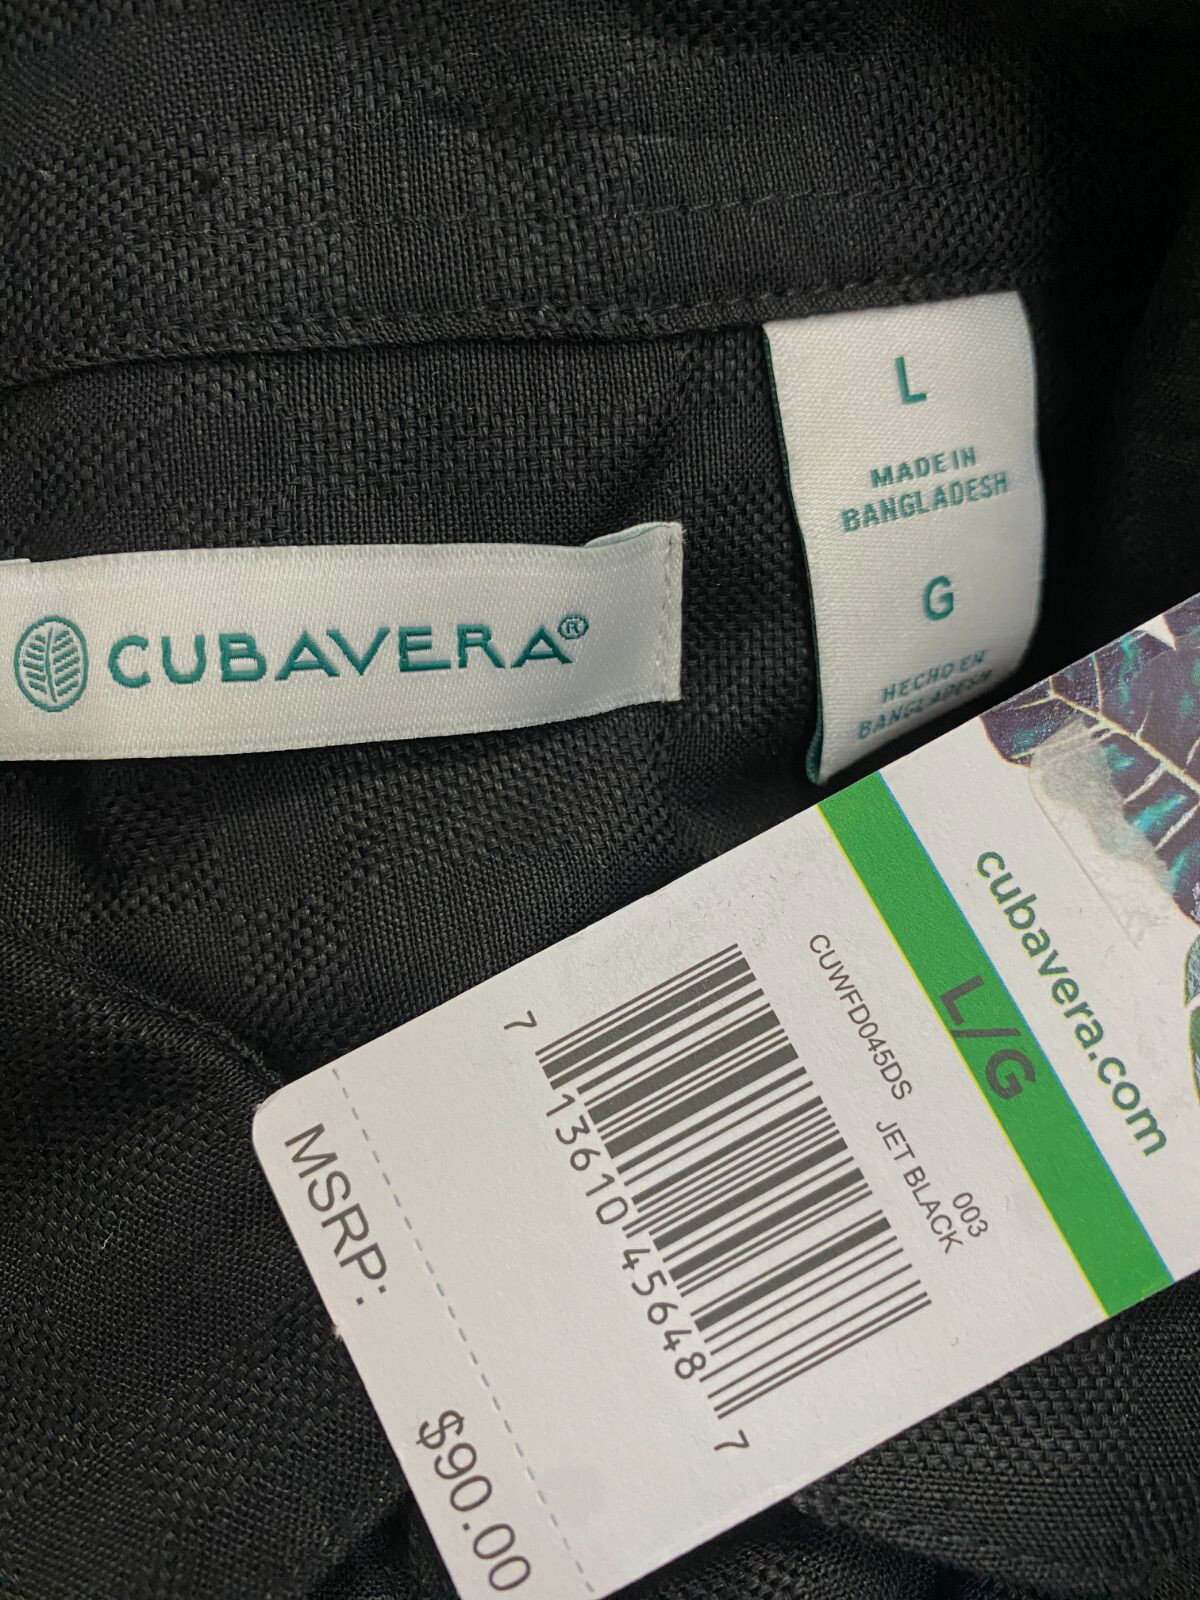 L
MADE IN
BANGLADESH
G
HECHO EN
BANGLADESH
CUBAVERA®
cubavera.com
L/G
003
CUWFD045DS JET BLACK
7 13610 45648 7
MSRP: $90.00